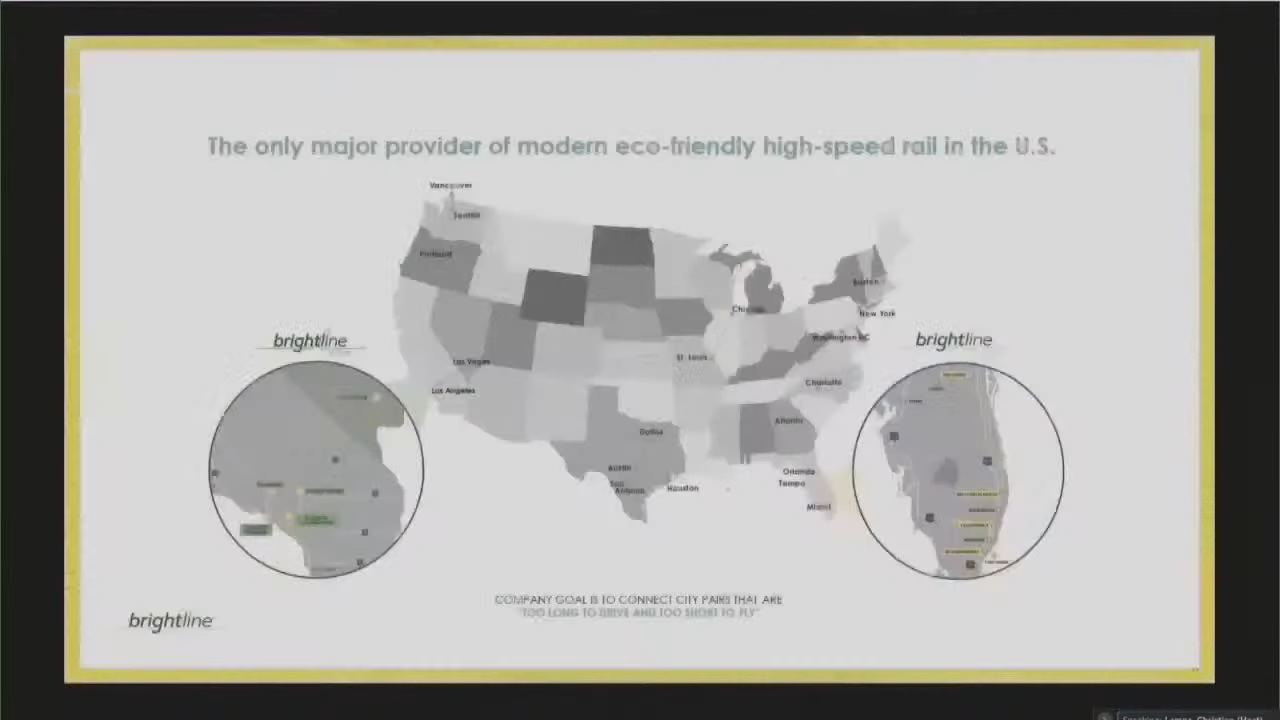 The only major provider of modern eco-friendly high-speed rail in the U.S.
Vancouver
Seattle
Portland
Boston
Chicago
New York
brightline
brightline
Washington DC
Las Vegas
St. Louis
Los Angeles
Charlotte
Atlanta
Dallas
Austin
Orlando
Tampa
San Antonio
Houston
Miami
COMPANY GOAL IS TO CONNECT CITY PAIRS THAT ARE
"TOO LONG TO DRIVE AND TOO SHORT TO FLY"
brightline